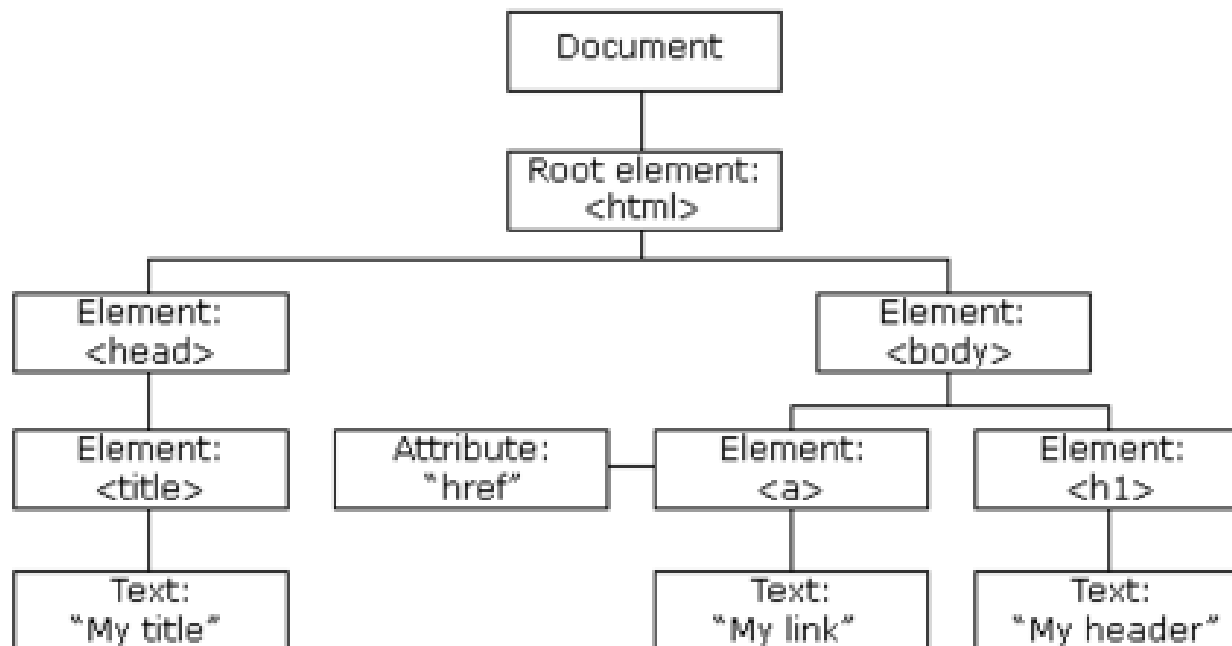 Document
Root element:
<html>
Element:
<head>
Element:
<body>
Element:
<title>
Attribute:
“href”
Element:
<a>
Element:
<h1>
Text:
“My title”
Text:
“My link”
Text:
“My header”